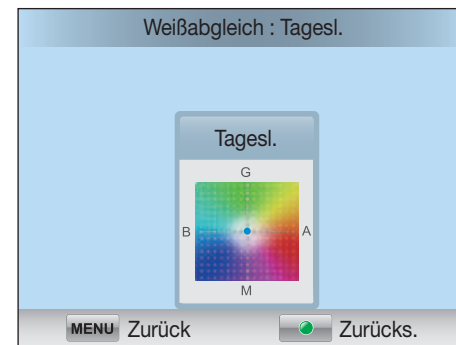 Weißabgleich : Tagesl.
Tagesl.
G
B A
M
MENU Zurück Zurücks.